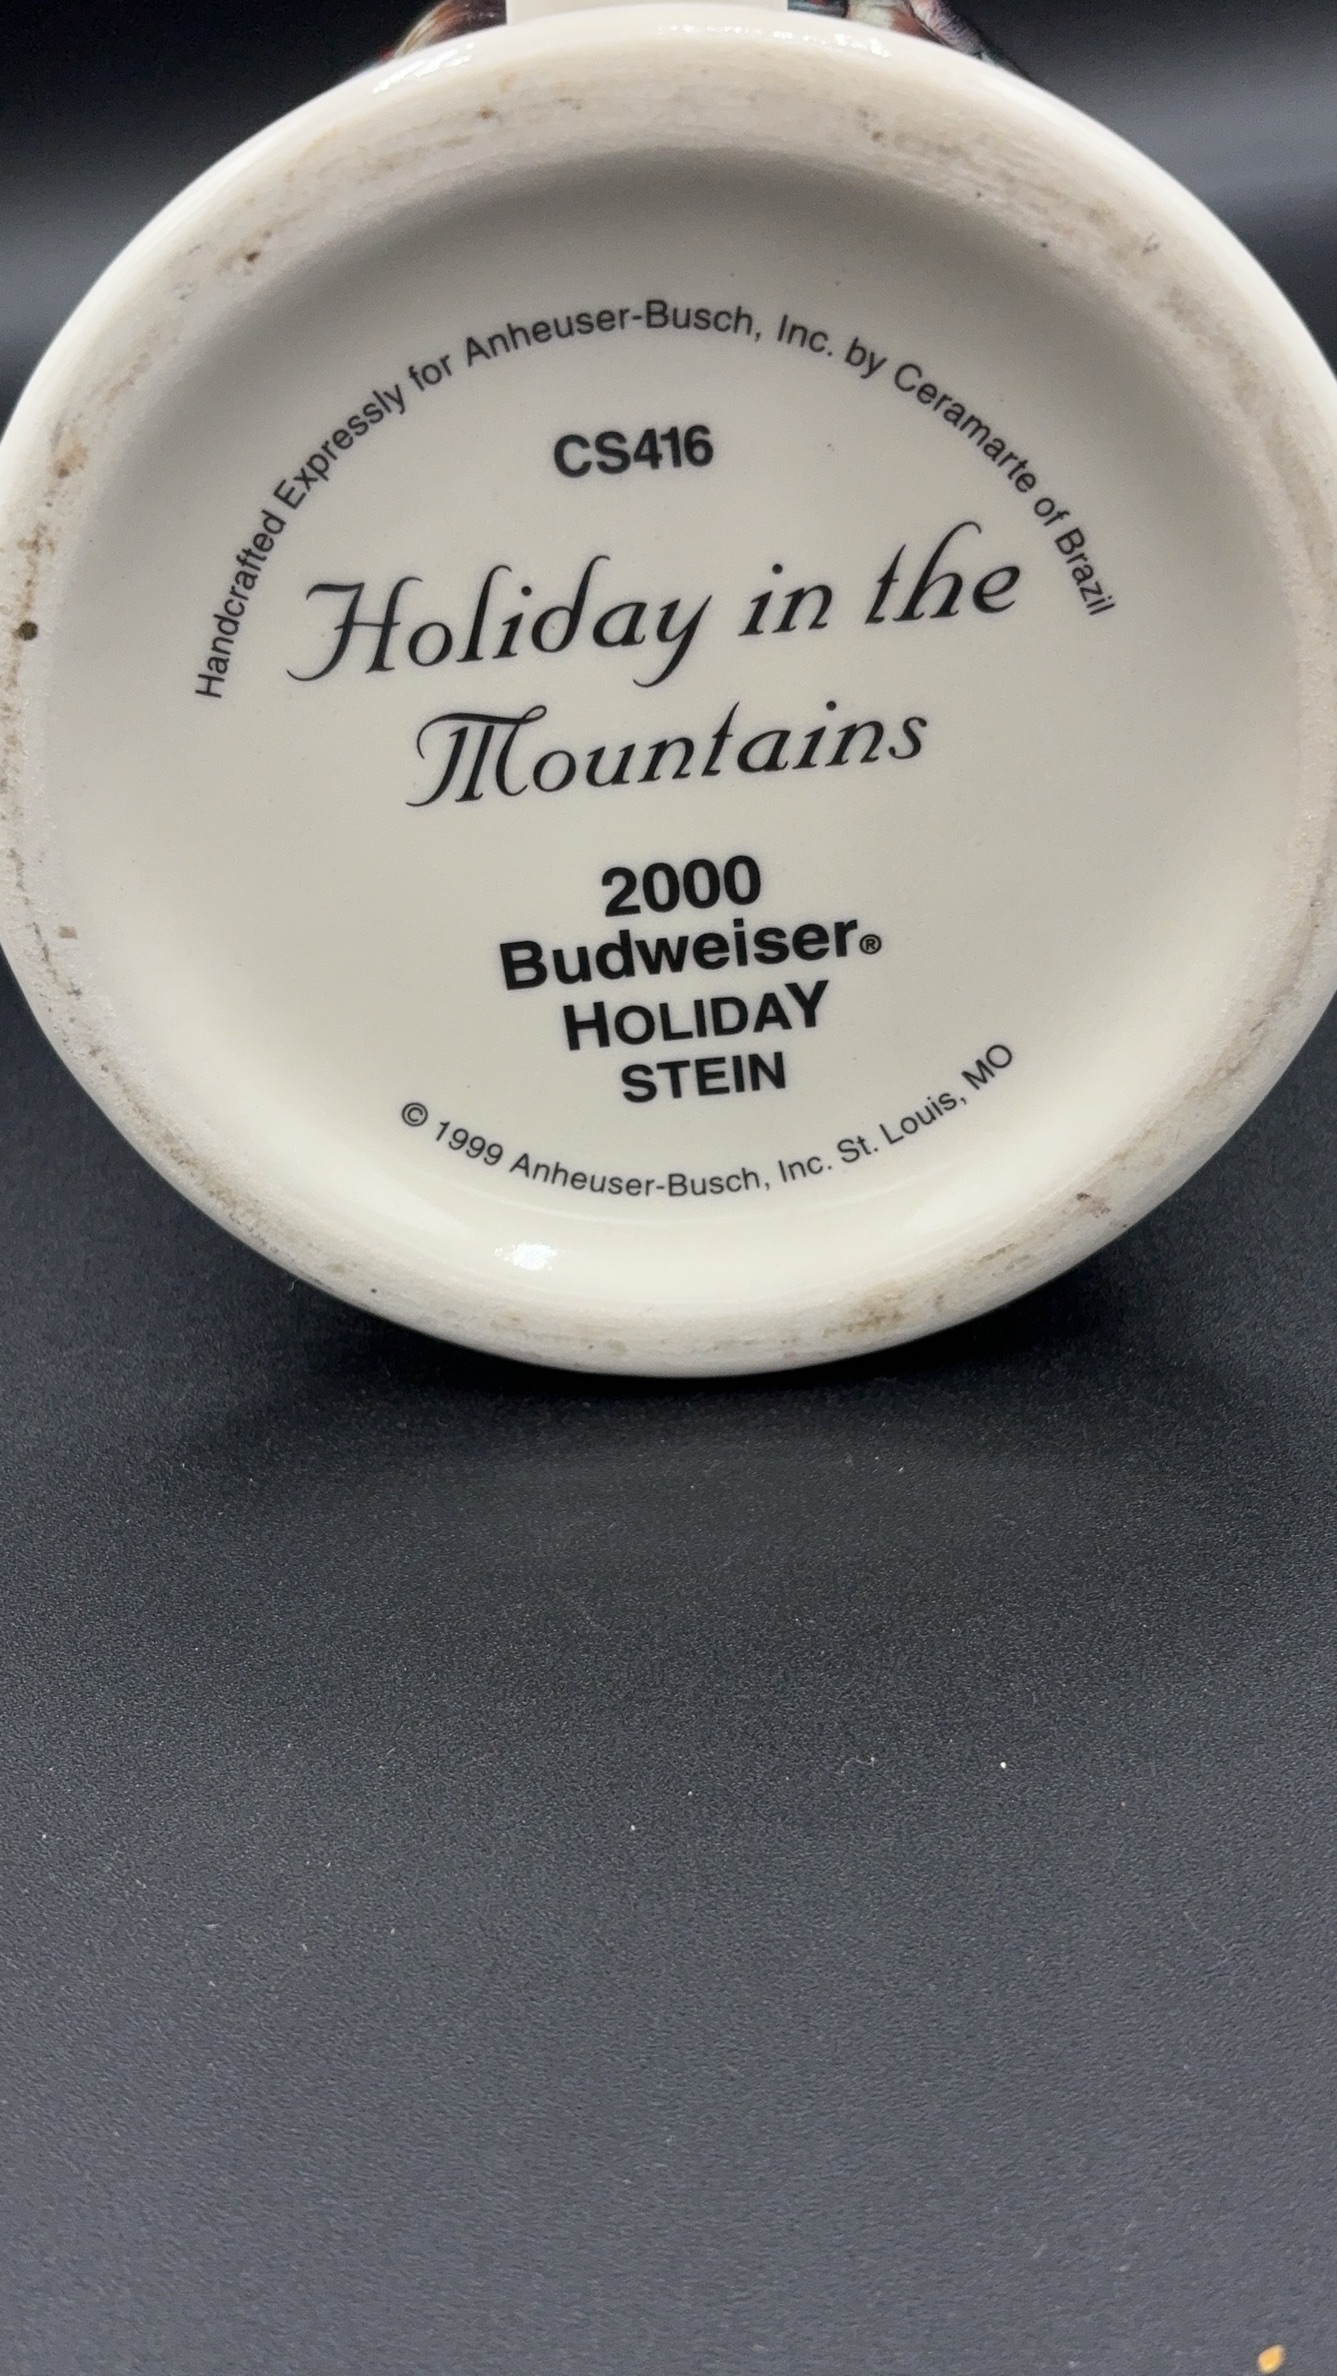 Handcrafted Expressly for Anheuser-Busch, Inc. by Ceramarte of Brazil
CS416
Holiday in the
Mountains
2000
Budweiser®
HOLIDAY
STEIN
© 1999 Anheuser-Busch, Inc. St. Louis, MO